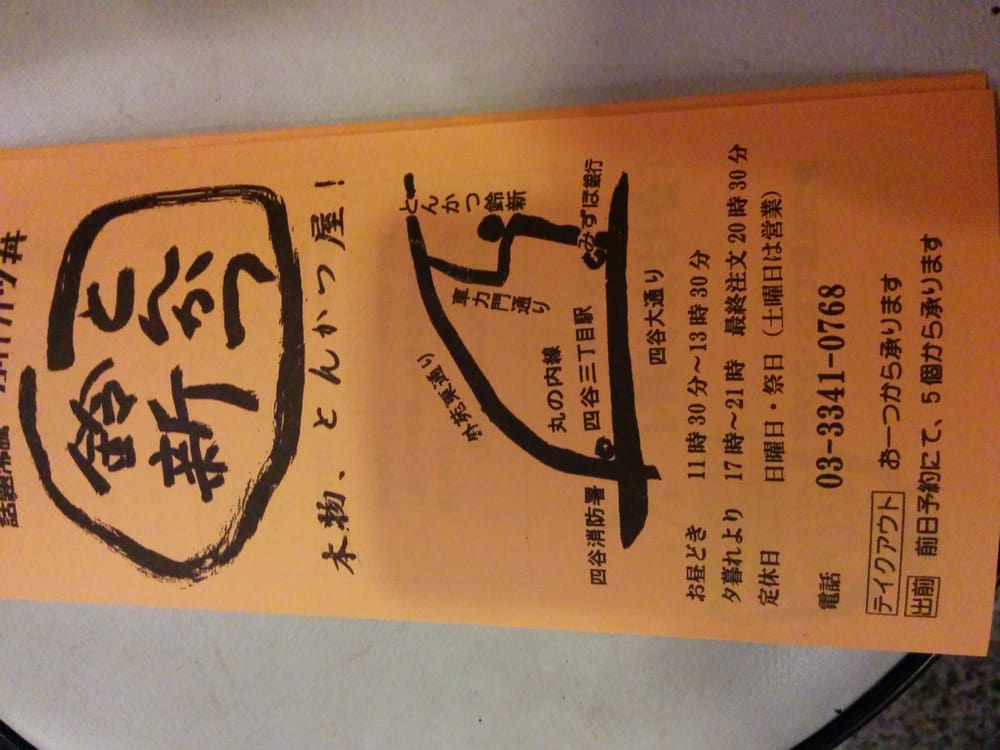 とんかつ
鈴新
本物、とんかつ屋!
とんかつ鈴新
車力門通り
みずほ銀行
外苑東通り
丸の内線
四谷三丁目駅
四谷消防署
四谷大通り
お昼どき 11時30分~13時30分
夕暮れより 17時~21時 最終注文20時30分
定休日 日曜日・祭日(土曜日は営業)
電話 03-3341-0768
テイクアウト お一つから承ります
出前 前日予約にて、5個から承ります